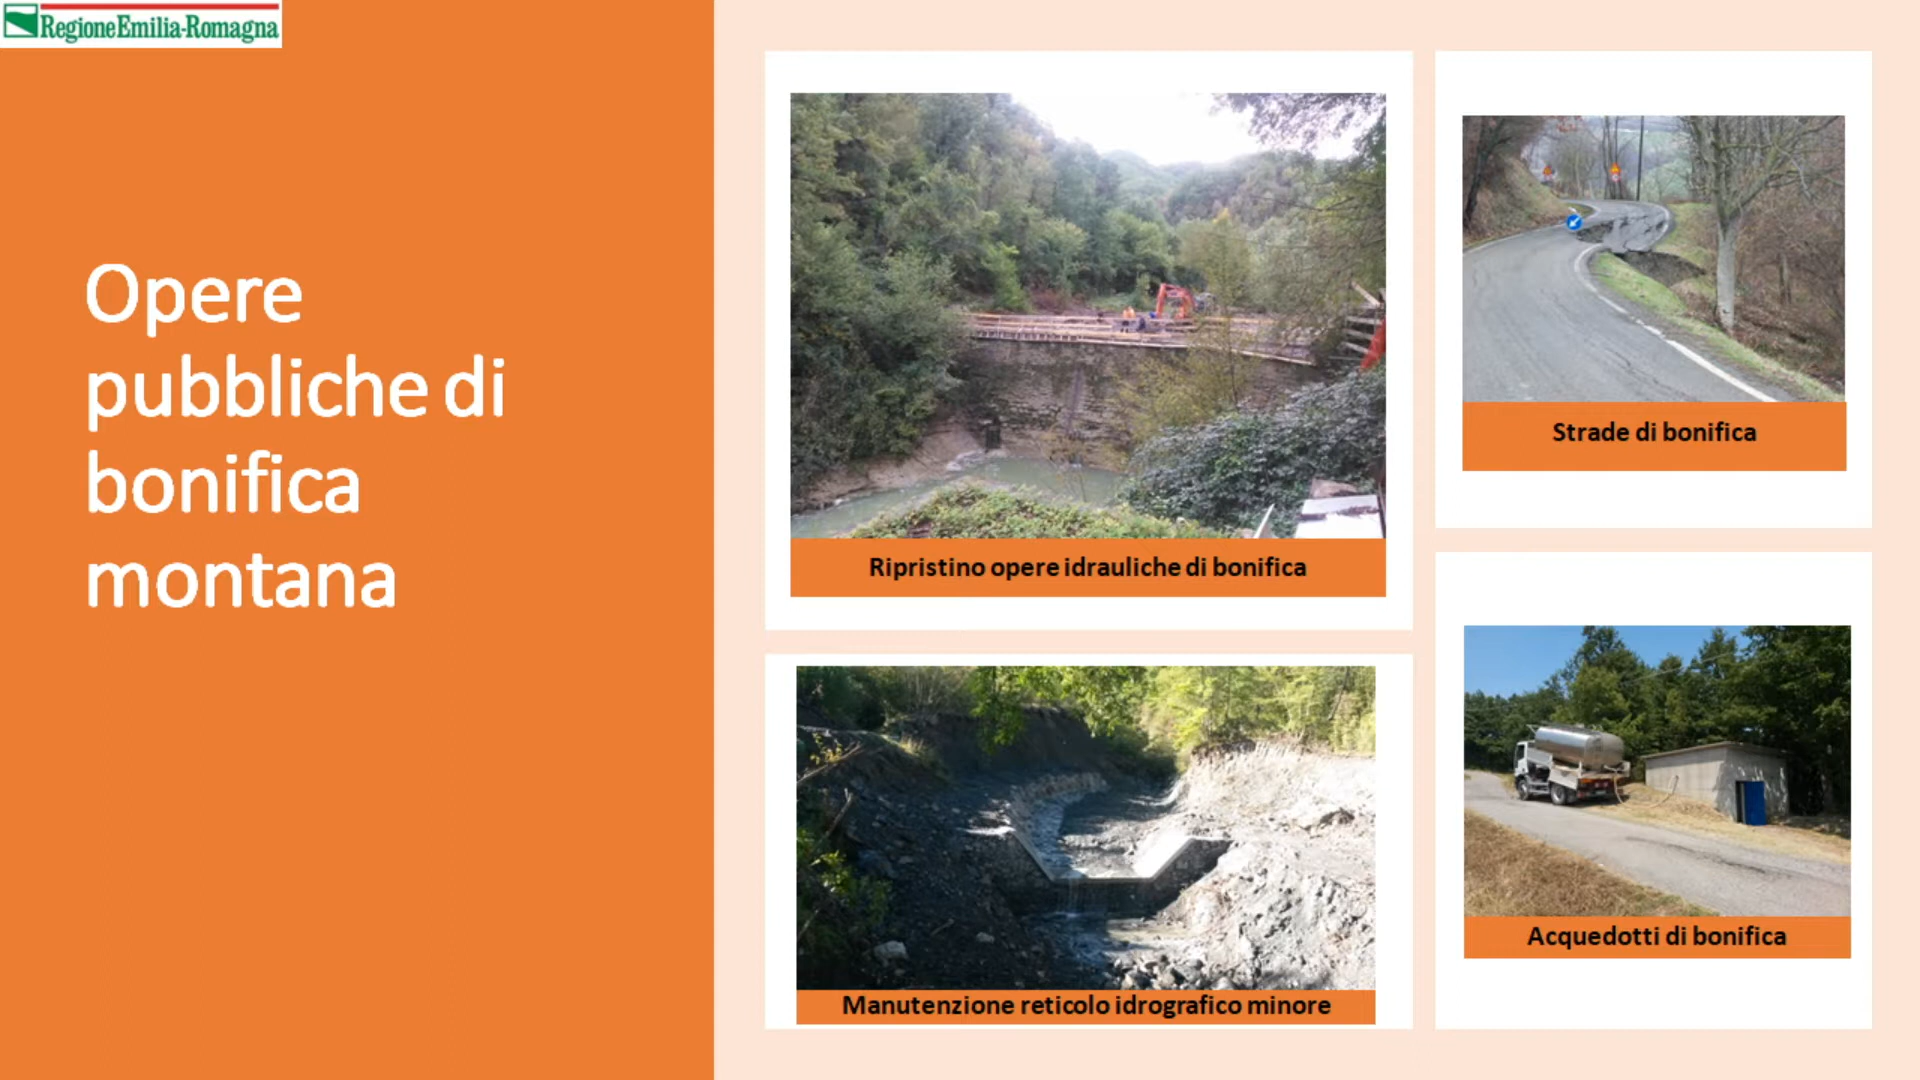 RegioneEmilia-Romagna
Opere
pubbliche di
bonifica
montana
Ripristino opere idrauliche di bonifica
Strade di bonifica
Manutenzione reticolo idrografico minore
Acquedotti di bonifica